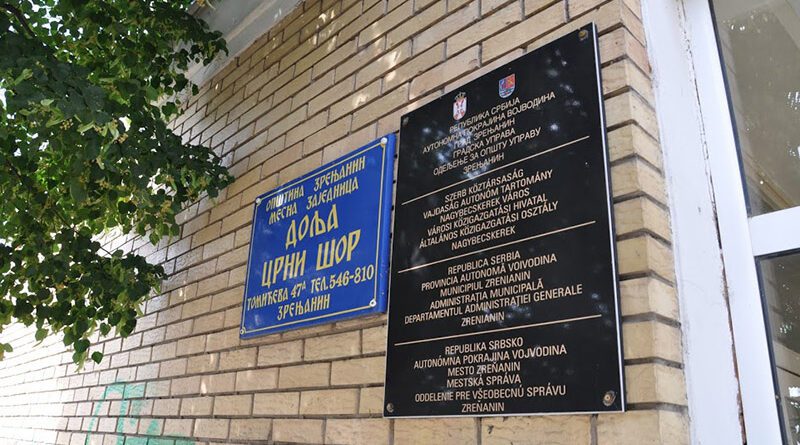 ОПШТИНА ЗРЕЊАНИН
МЕСНА ЗАЈЕДНИЦА
ДОЉА
ЦРНИ ШОР
ТОМИЋЕВА 47А ТЕЛ. 546-810
ЗРЕЊАНИН
РЕПУБЛИКА СРБИЈА
АУТОНОМНА ПОКРАЈИНА ВОЈВОДИНА
ГРАД ЗРЕЊАНИН
ГРАДСКА УПРАВА
ОДЕЉЕЊЕ ЗА ОПШТУ УПРАВУ
ЗРЕЊАНИН
SZERB KÖZTÁRSASÁG
VAJDASÁG AUTONÓM TARTOMÁNY
NAGYBECSKEREK VÁROS
VÁROSI KÖZIGAZGATÁSI HIVATAL
ÁLTALÁNOS KÖZIGAZGATÁSI OSZTÁLY
NAGYBECSKEREK
REPUBLICA SERBIA
PROVINCIA AUTONOMĂ VOIVODINA
MUNICIPIUL ZRENIANIN
ADMINISTRAȚIA MUNICIPALĂ
DEPARTAMENTUL ADMINISTRAȚIEI GENERALE
ZRENIANIN
REPUBLIKA SRBSKO
AUTONÓMNA POKRAJINA VOJVODINA
MESTO ZREŇANIN
MESTSKÁ SPRÁVA
ODDELENIE PRE VŠEOBECNÚ SPRÁVU
ZREŇANIN